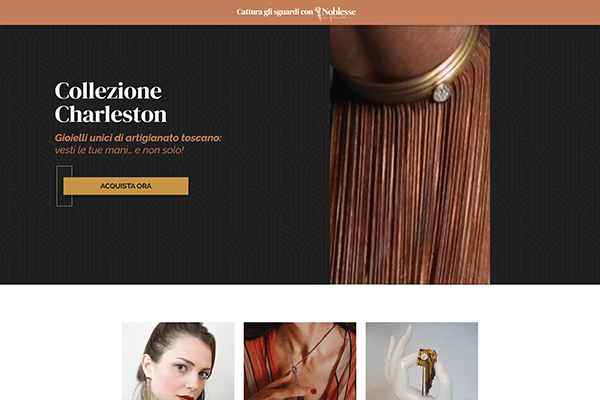 Cattura gli sguardi con Noblesse
Collezione
Charleston
Gioielli unici di artigianato toscano:
vesti le tue mani... e non solo!
ACQUISTA ORA